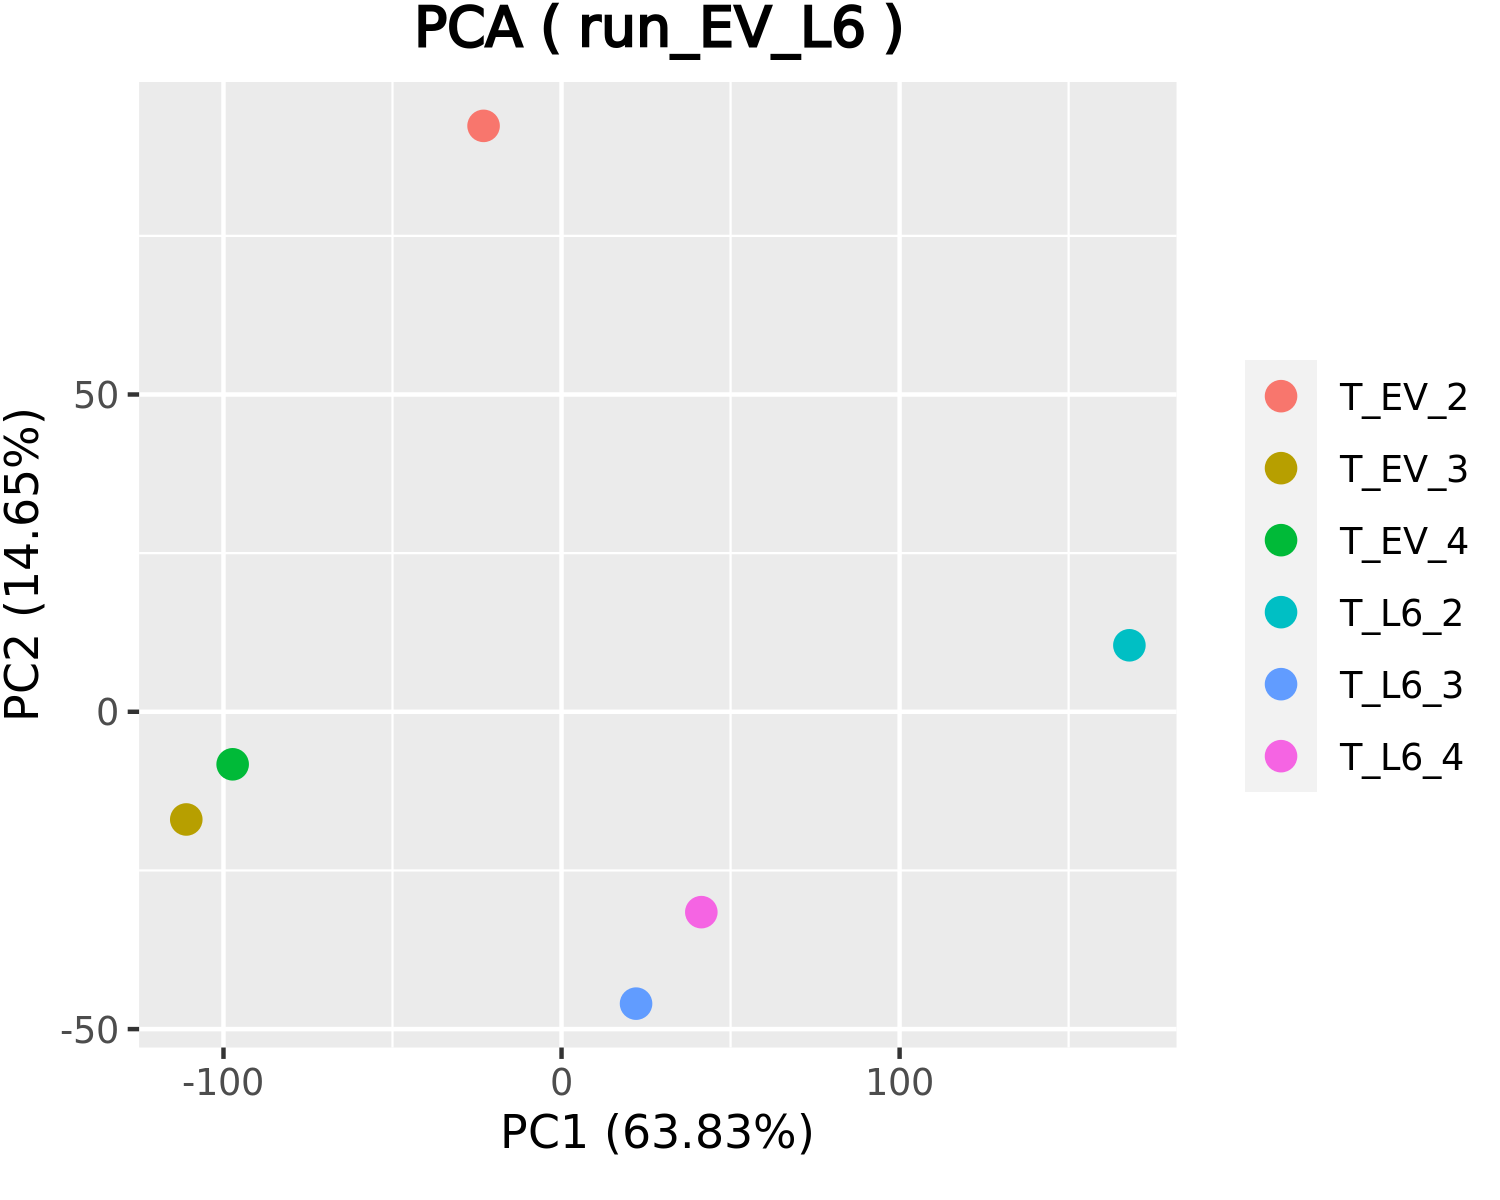 PCA ( run_EV_L6 )
PC2 (14.65%)
50
0
-50
-100
0
100
PC1 (63.83%)
T_EV_2
T_EV_3
T_EV_4
T_L6_2
T_L6_3
T_L6_4